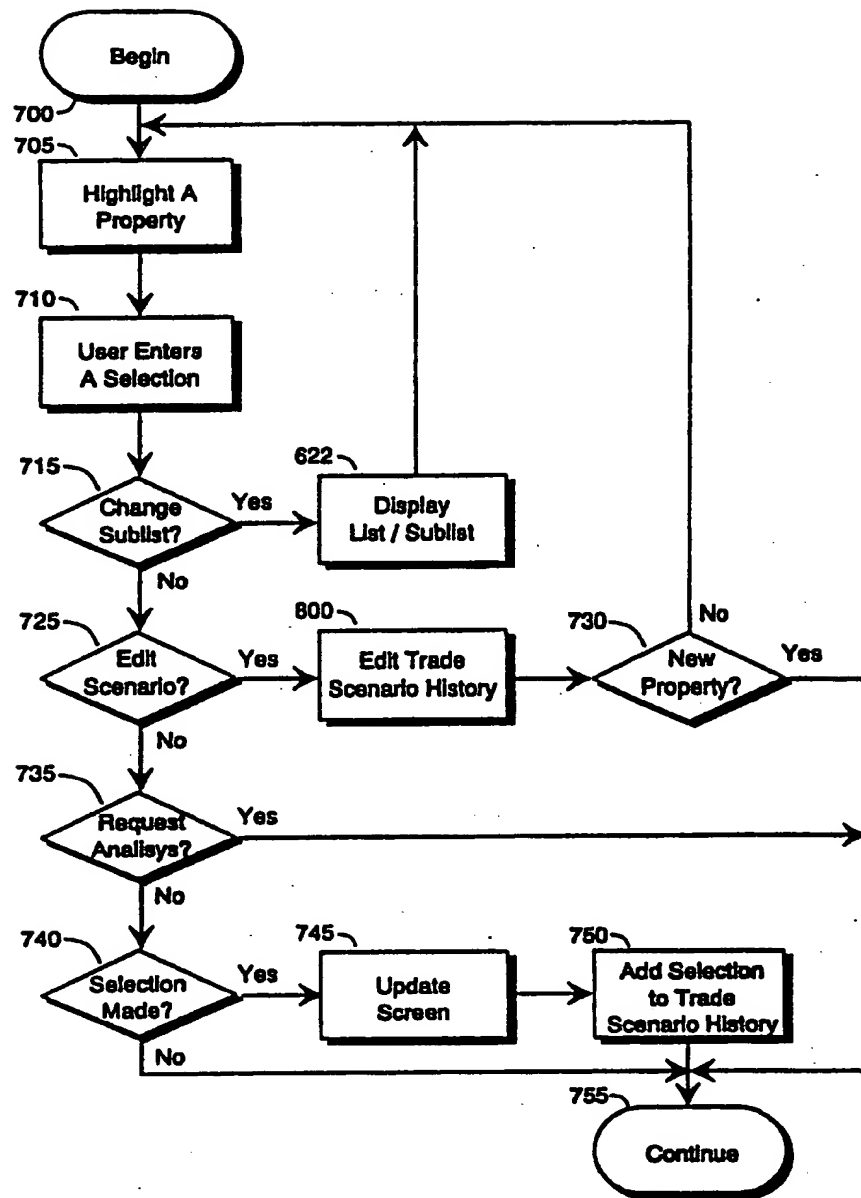 Begin
700
705
Highlight A
Property
710
User Enters
A Selection
715
Change
Sublist?
Yes
No
622
Display
List / Sublist
725
Edit
Scenario?
Yes
No
800
Edit Trade
Scenario History
730
New
Property?
No
Yes
735
Request
Analisys?
Yes
No
740
Selection
Made?
Yes
No
745
Update
Screen
750
Add Selection
to Trade
Scenario History
755
Continue